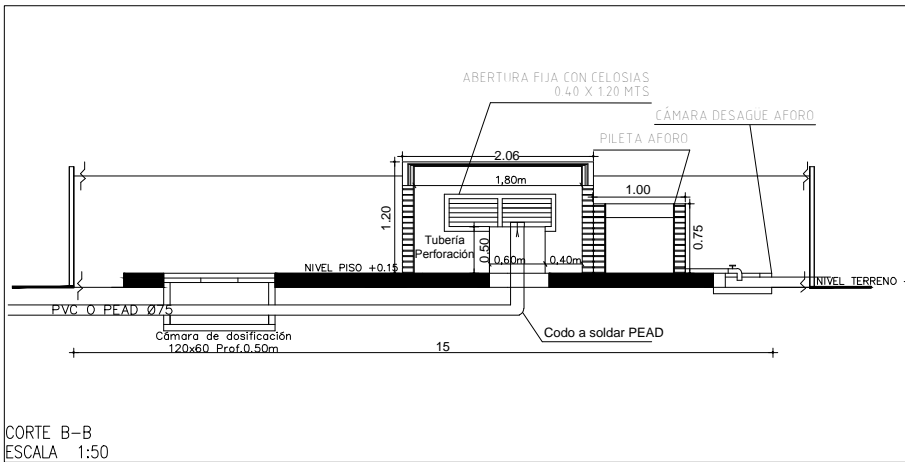 ABERTURA FIJA CON CELOSIAS
0.40 X 1.20 MTS
CÁMARA DESAGUE AFORO
PILETA AFORO
2.06
1,80m
1.00
1.20
Tubería
Perforación
0.50
0.75
NIVEL PISO +0.15
0,60m
0,40m
NIVEL TERRENO
PVC O PEAD Ø75
Cámara de dosificación
120x60 Prof.0.50m
Codo a soldar PEAD
15
CORTE B-B
ESCALA 1:50